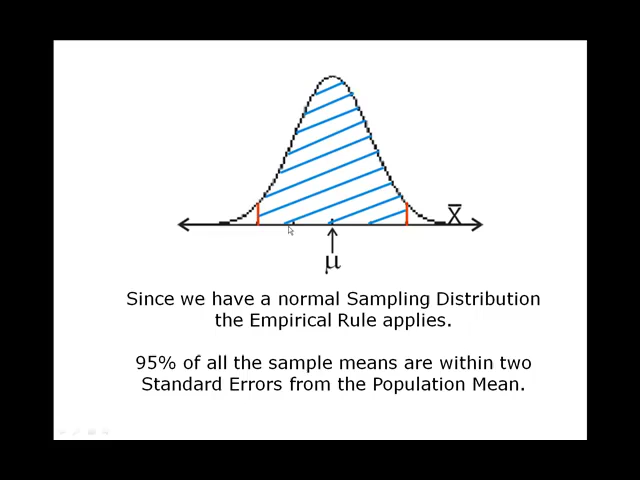 X̅
μ
Since we have a normal Sampling Distribution
the Empirical Rule applies.
95% of all the sample means are within two
Standard Errors from the Population Mean.